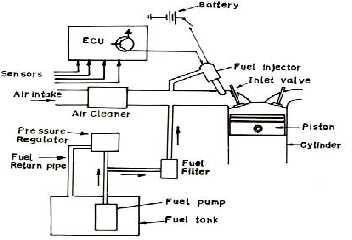 Battery
ECU
Fuel injector
Inlet valve
Sensors
Air intake
Air Cleaner
Pressure
Regulator
Piston
Cylinder
Fuel
Return pipe
Fuel
Filter
Fuel pump
Fuel tank